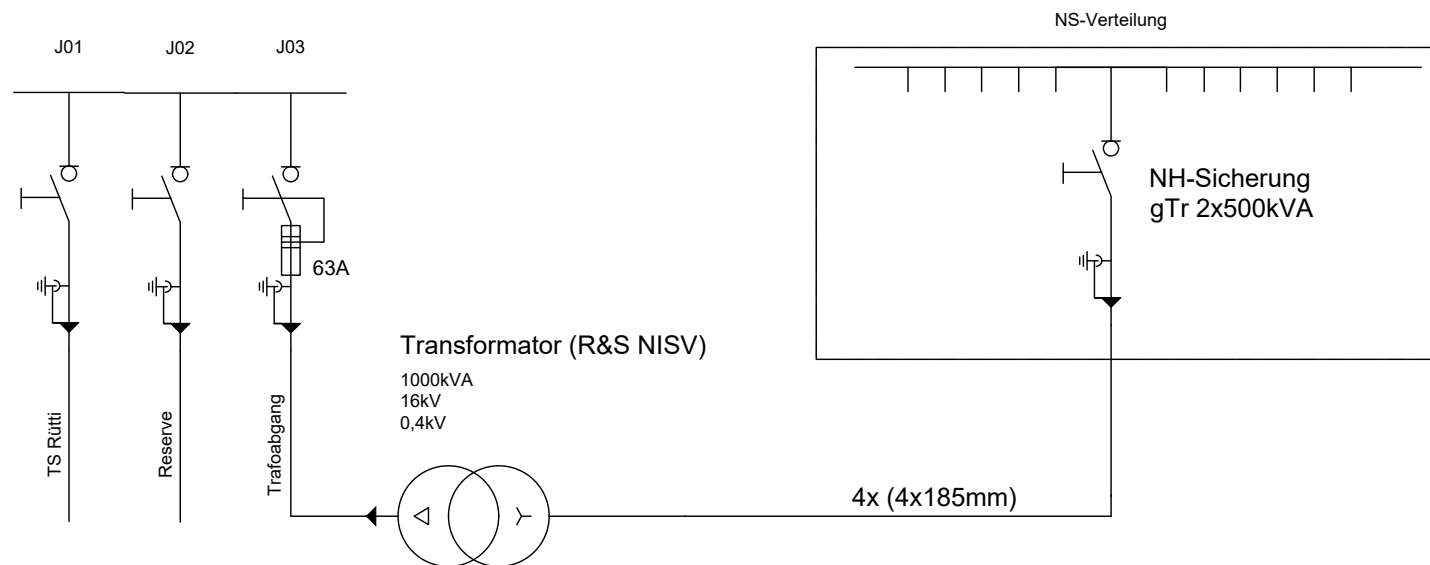 NS-Verteilung
J01
J02
J03
NH-Sicherung
gTr 2x500kVA
63A
Transformator (R&S NISV)
1000kVA
16kV
0,4kV
TS Rütti
Reserve
Trafoabgang
4x (4x185mm)